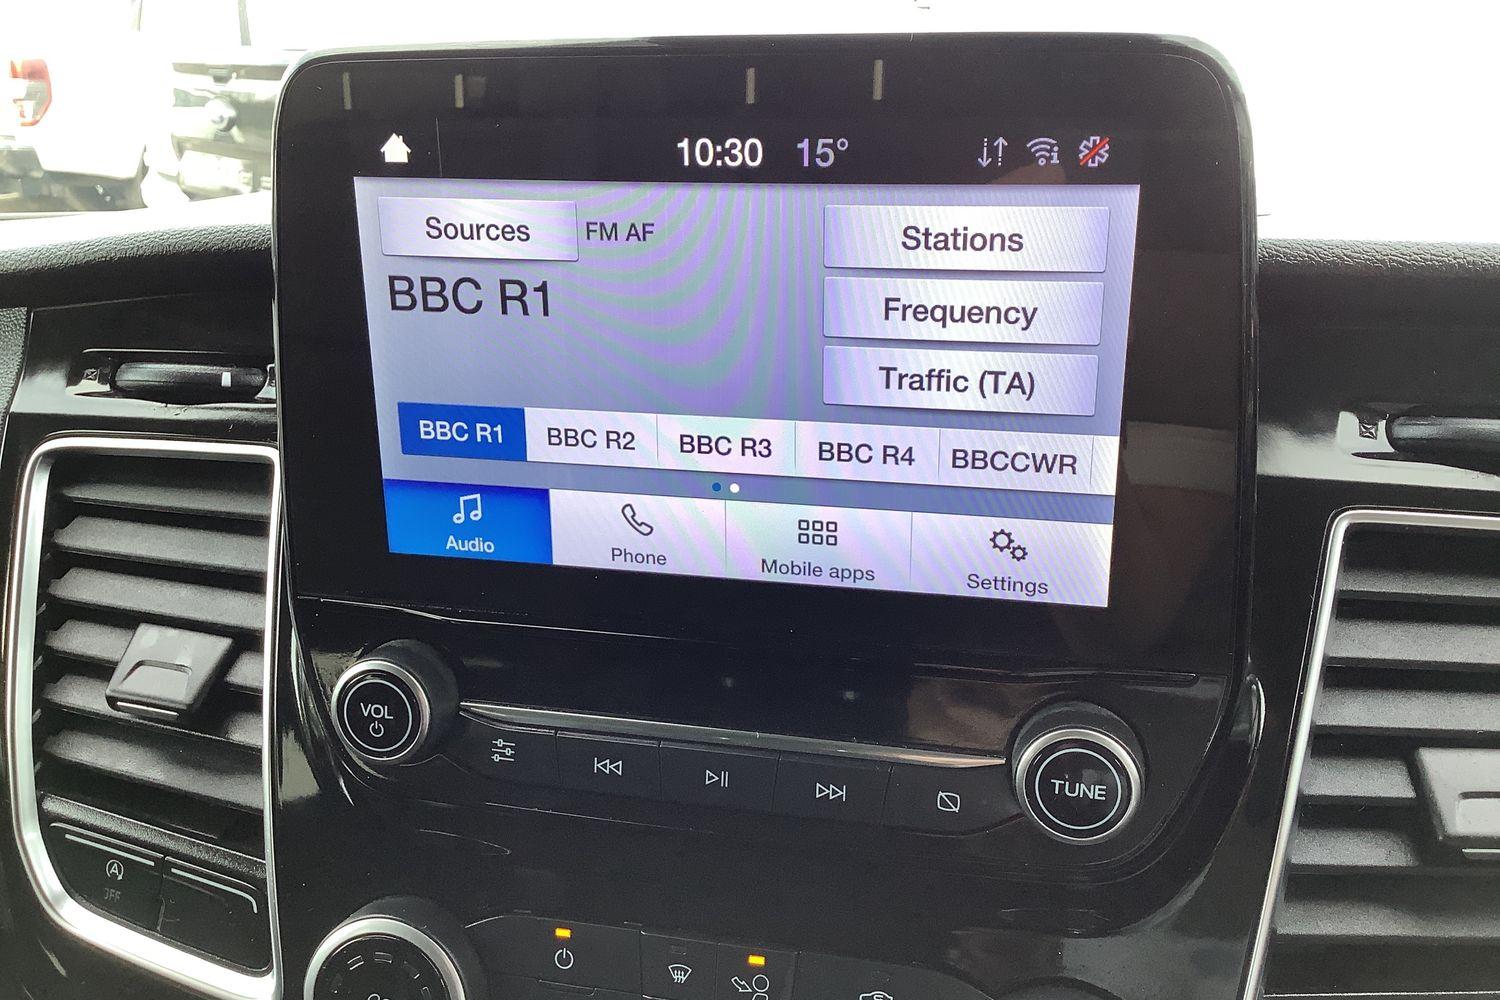 10:30 15°
Sources FM AF
Stations
BBC R1
Frequency
Traffic (TA)
BBC R1 BBC R2 BBC R3 BBC R4 BBCCWR
Audio Phone Mobile apps Settings
VOL
TUNE
A
OFF